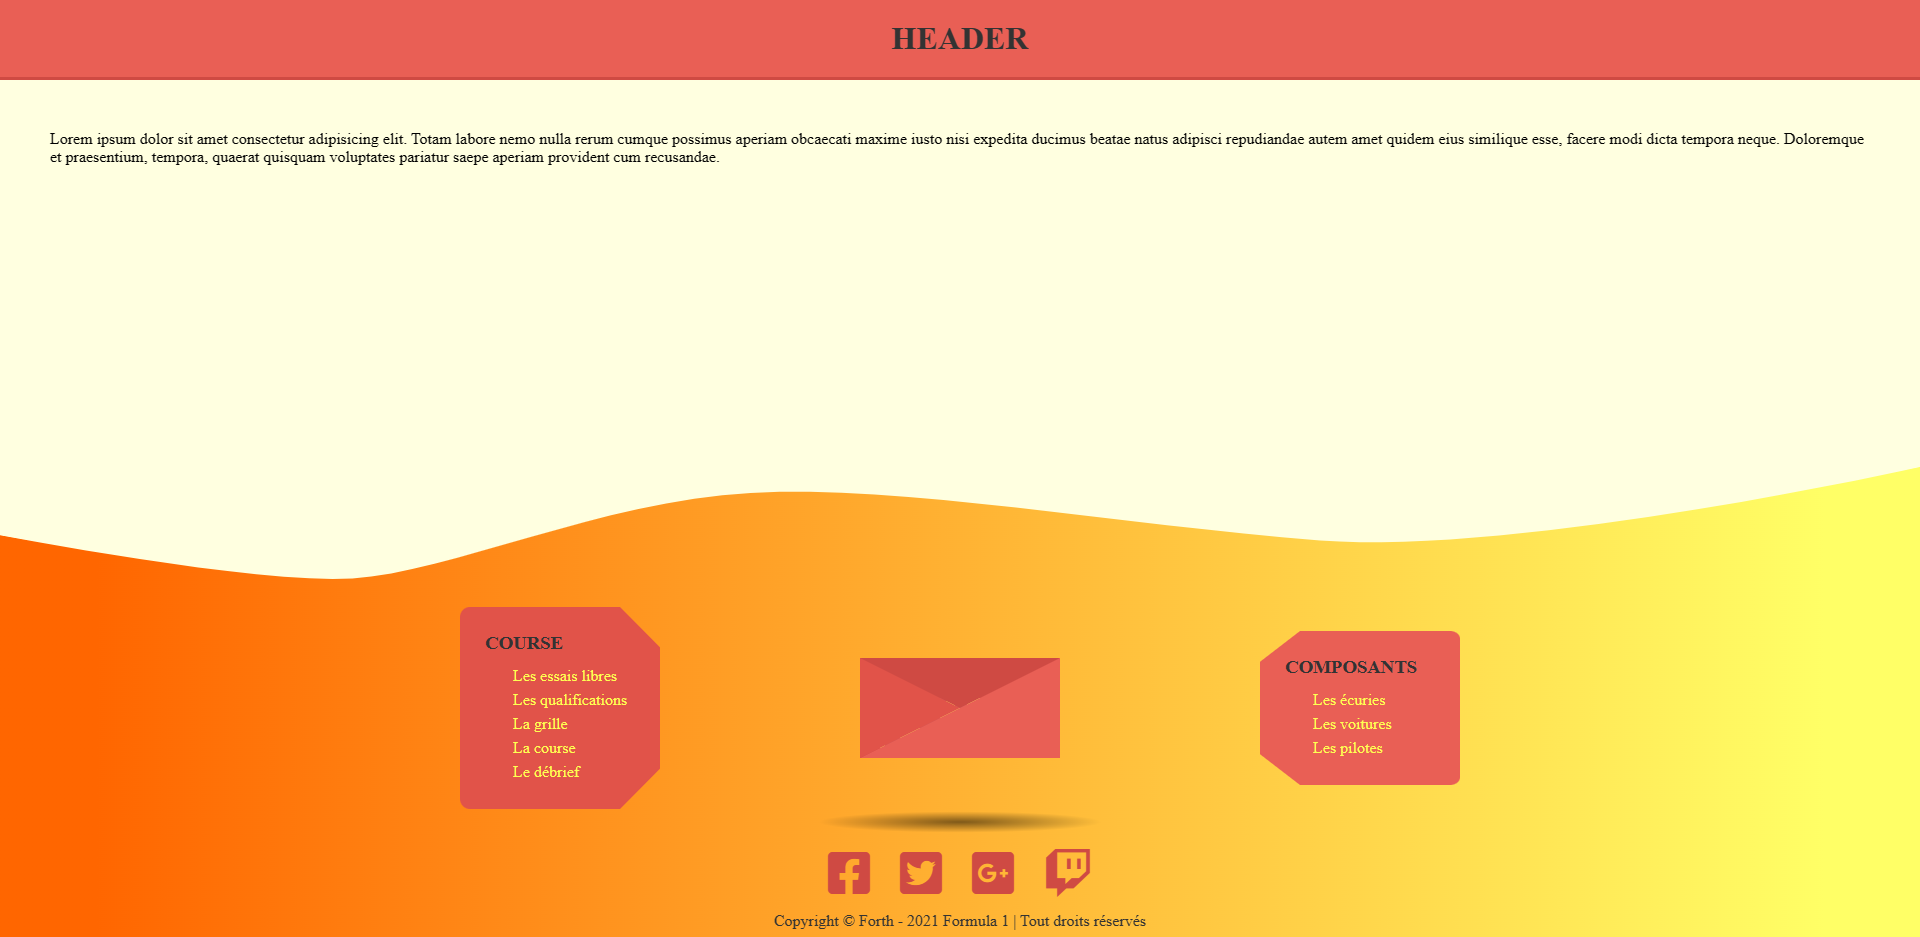 HEADER
Lorem ipsum dolor sit amet consectetur adipisicing elit. Totam labore nemo nulla rerum cumque possimus aperiam obcaecati maxime iusto nisi expedita ducimus beatae natus adipisci repudiandae autem amet quidem eius similique esse, facere modi dicta tempora neque. Doloremque
et praesentium, tempora, quaerat quisquam voluptates pariatur saepe aperiam provident cum recusandae.
COURSE
Les essais libres
Les qualifications
La grille
La course
Le débrief
COMPOSANTS
Les écuries
Les voitures
Les pilotes
Copyright © Forth - 2021 Formula 1 | Tout droits réservés